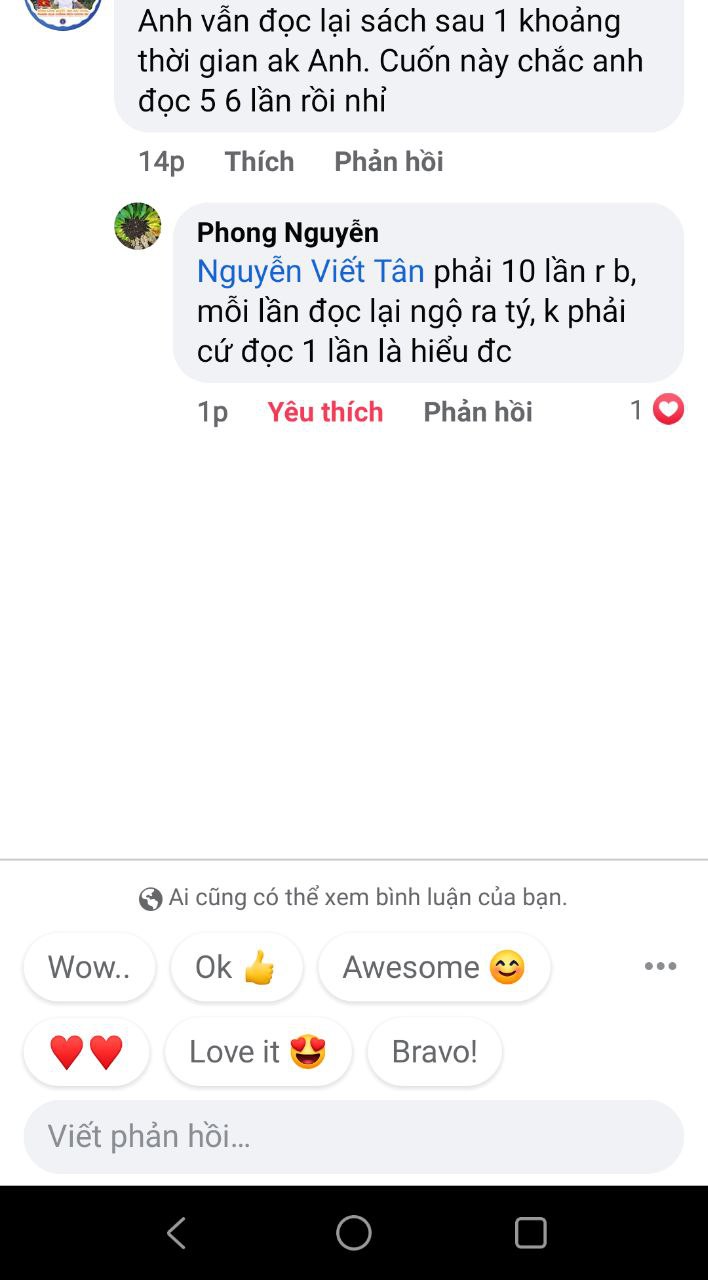 Anh vẫn đọc lại sách sau 1 khoảng
thời gian ak Anh. Cuốn này chắc anh
đọc 5 6 lần rồi nhỉ
14p Thích Phản hồi
Phong Nguyễn
Nguyễn Viết Tân phải 10 lần r b,
mỗi lần đọc lại ngộ ra tý, k phải
cứ đọc 1 lần là hiểu đc
1p Yêu thích Phản hồi 1
Ai cũng có thể xem bình luận của bạn.
Wow.. Ok 👍 Awesome 😊
❤️❤️ Love it 😍 Bravo!
Viết phản hồi...